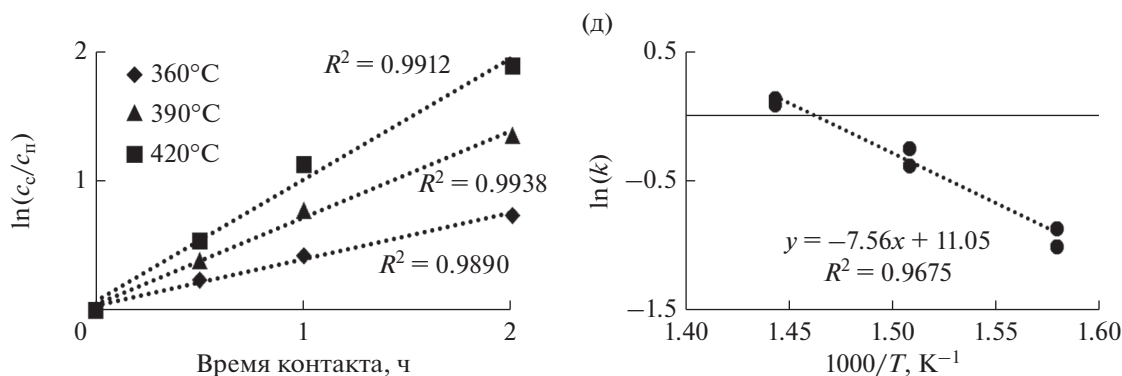 (д)
ln(c_с/c_п)
2
1
0
1
2
360°C
390°C
420°C
R² = 0.9912
R² = 0.9938
R² = 0.9890
Время контакта, ч
ln(k)
0.5
0
−0.5
−1.5
1.40
1.45
1.50
1.55
1.60
y = −7.56x + 11.05
R² = 0.9675
1000/T, K⁻¹